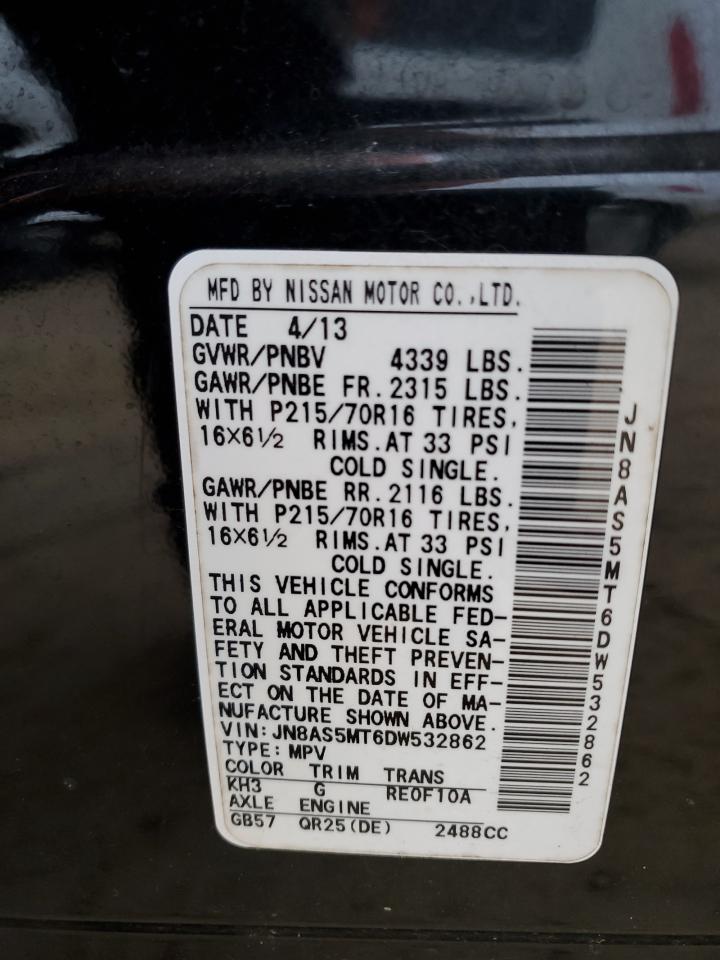 MFD BY NISSAN MOTOR CO.,LTD.
DATE 4/13
GVWR/PNBV 4339 LBS.
GAWR/PNBE FR.2315 LBS.
WITH P215/70R16 TIRES,
16X6½ RIMS.AT 33 PSI
COLD SINGLE.
GAWR/PNBE RR.2116 LBS.
WITH P215/70R16 TIRES,
16X6½ RIMS.AT 33 PSI
COLD SINGLE.
THIS VEHICLE CONFORMS
TO ALL APPLICABLE FED-
ERAL MOTOR VEHICLE SA-
FETY AND THEFT PREVEN-
TION STANDARDS IN EFF-
ECT ON THE DATE OF MA-
NUFACTURE SHOWN ABOVE.
VIN:JN8AS5MT6DW532862
TYPE:MPV
COLOR TRIM TRANS
KH3 G RE0F10A
AXLE ENGINE
GB57 QR25(DE) 2488CC
JN8AS5MT6DW532862